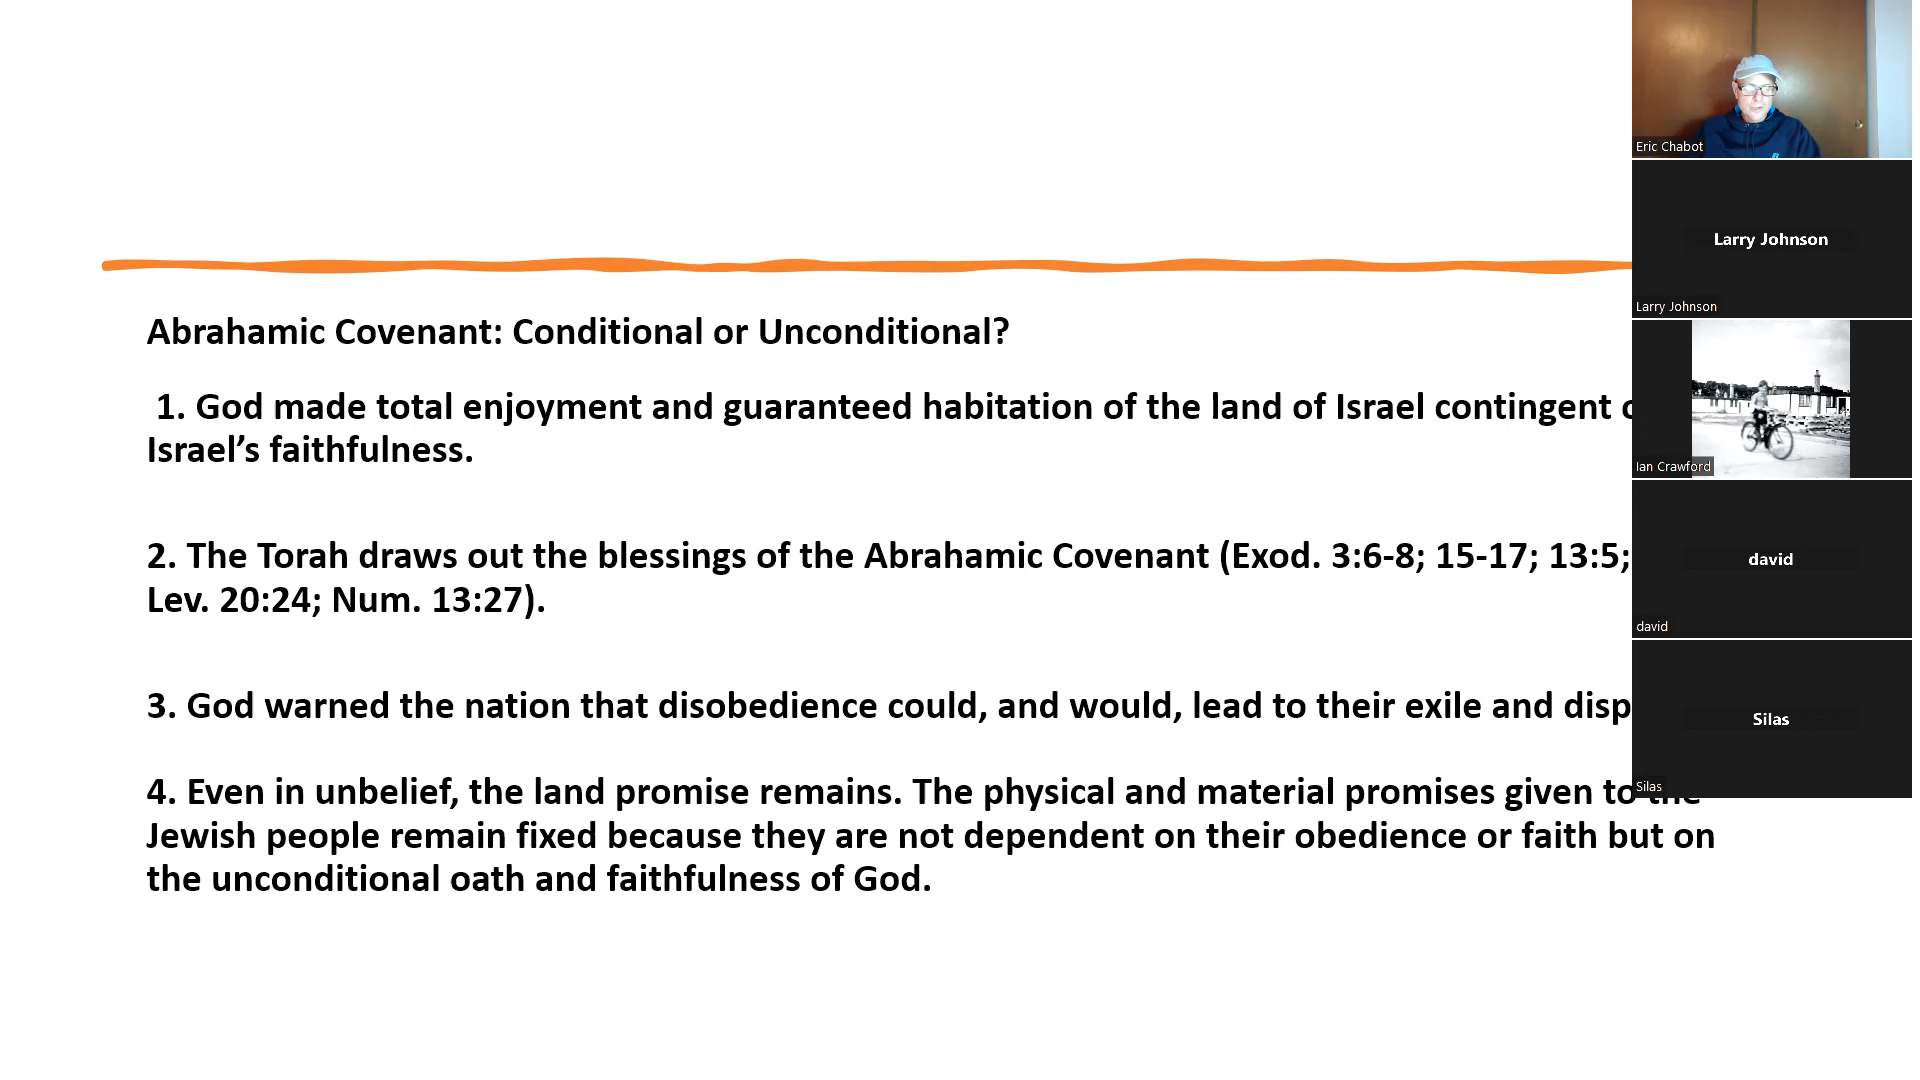 Abrahamic Covenant: Conditional or Unconditional?
1. God made total enjoyment and guaranteed habitation of the land of Israel contingent
Israel’s faithfulness.
2. The Torah draws out the blessings of the Abrahamic Covenant (Exod. 3:6-8; 15-17; 13:5;
Lev. 20:24; Num. 13:27).
3. God warned the nation that disobedience could, and would, lead to their exile and
4. Even in unbelief, the land promise remains. The physical and material promises given to the
Jewish people remain fixed because they are not dependent on their obedience or faith but on
the unconditional oath and faithfulness of God.
Eric Chabot
Larry Johnson
Larry Johnson
Ian Crawford
david
david
Silas
Silas